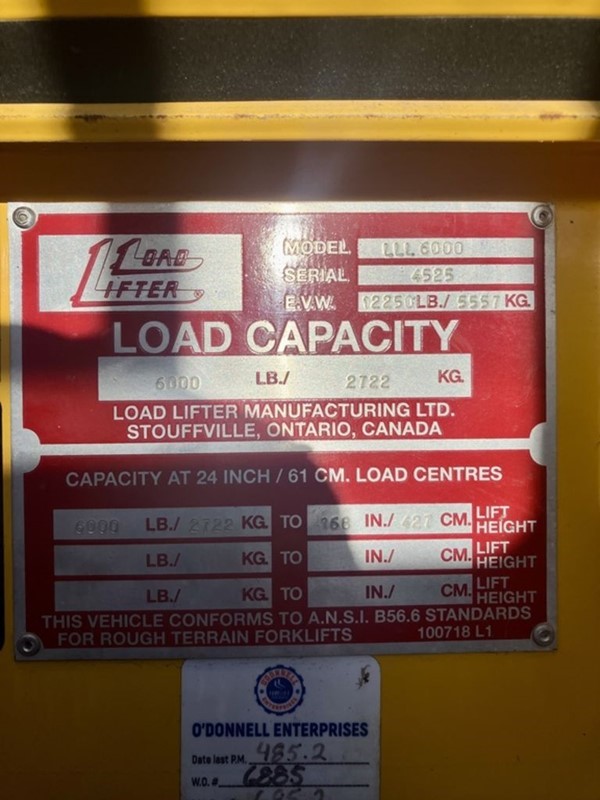 LOAD
LIFTER
MODEL LLL 6000
SERIAL 4525
E.V.W. 12250 LB./ 5557 KG.
LOAD CAPACITY
6000 LB./ 2722 KG.
LOAD LIFTER MANUFACTURING LTD.
STOUFFVILLE, ONTARIO, CANADA
CAPACITY AT 24 INCH / 61 CM. LOAD CENTRES
6000 LB./ 2722 KG. TO 168 IN./ 427 CM. LIFT HEIGHT
LB./ KG. TO IN./ CM. LIFT HEIGHT
LB./ KG. TO IN./ CM. LIFT HEIGHT
THIS VEHICLE CONFORMS TO A.N.S.I. B56.6 STANDARDS
FOR ROUGH TERRAIN FORKLIFTS 100718 L1
O'DONNELL
ENTERPRISES
O'DONNELL ENTERPRISES
Date last P.M. 485.2
W.O. # 6885